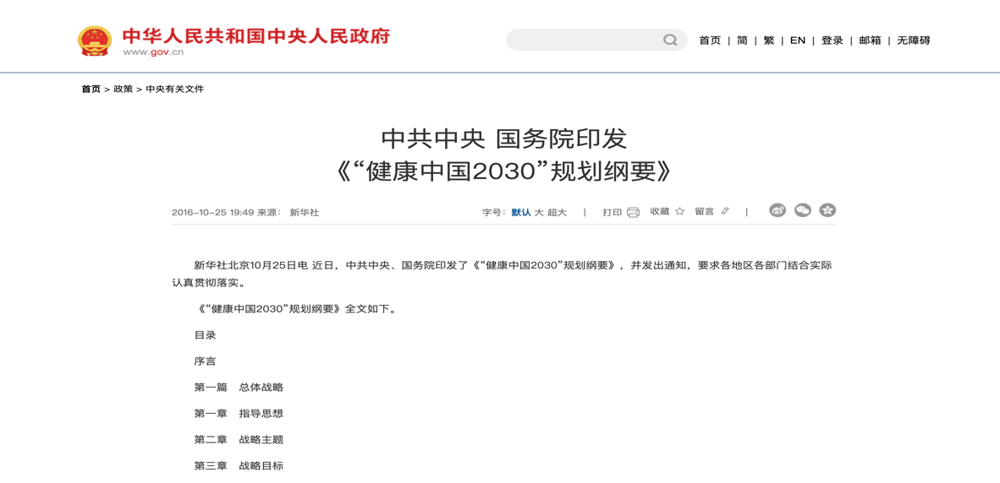 中华人民共和国中央人民政府
www.gov.cn
首页 | 简 | 繁 | EN | 登录 | 邮箱 | 无障碍
首页 > 政策 > 中央有关文件
中共中央 国务院印发
《“健康中国2030”规划纲要》
2016-10-25 19:49 来源： 新华社
字号：默认 大 超大 | 打印 收藏 留言 |
新华社北京10月25日电 近日，中共中央、国务院印发了《“健康中国2030”规划纲要》，并发出通知，要求各地区各部门结合实际
认真贯彻落实。
《“健康中国2030”规划纲要》全文如下。
目录
序言
第一篇　总体战略
第一章　指导思想
第二章　战略主题
第三章　战略目标